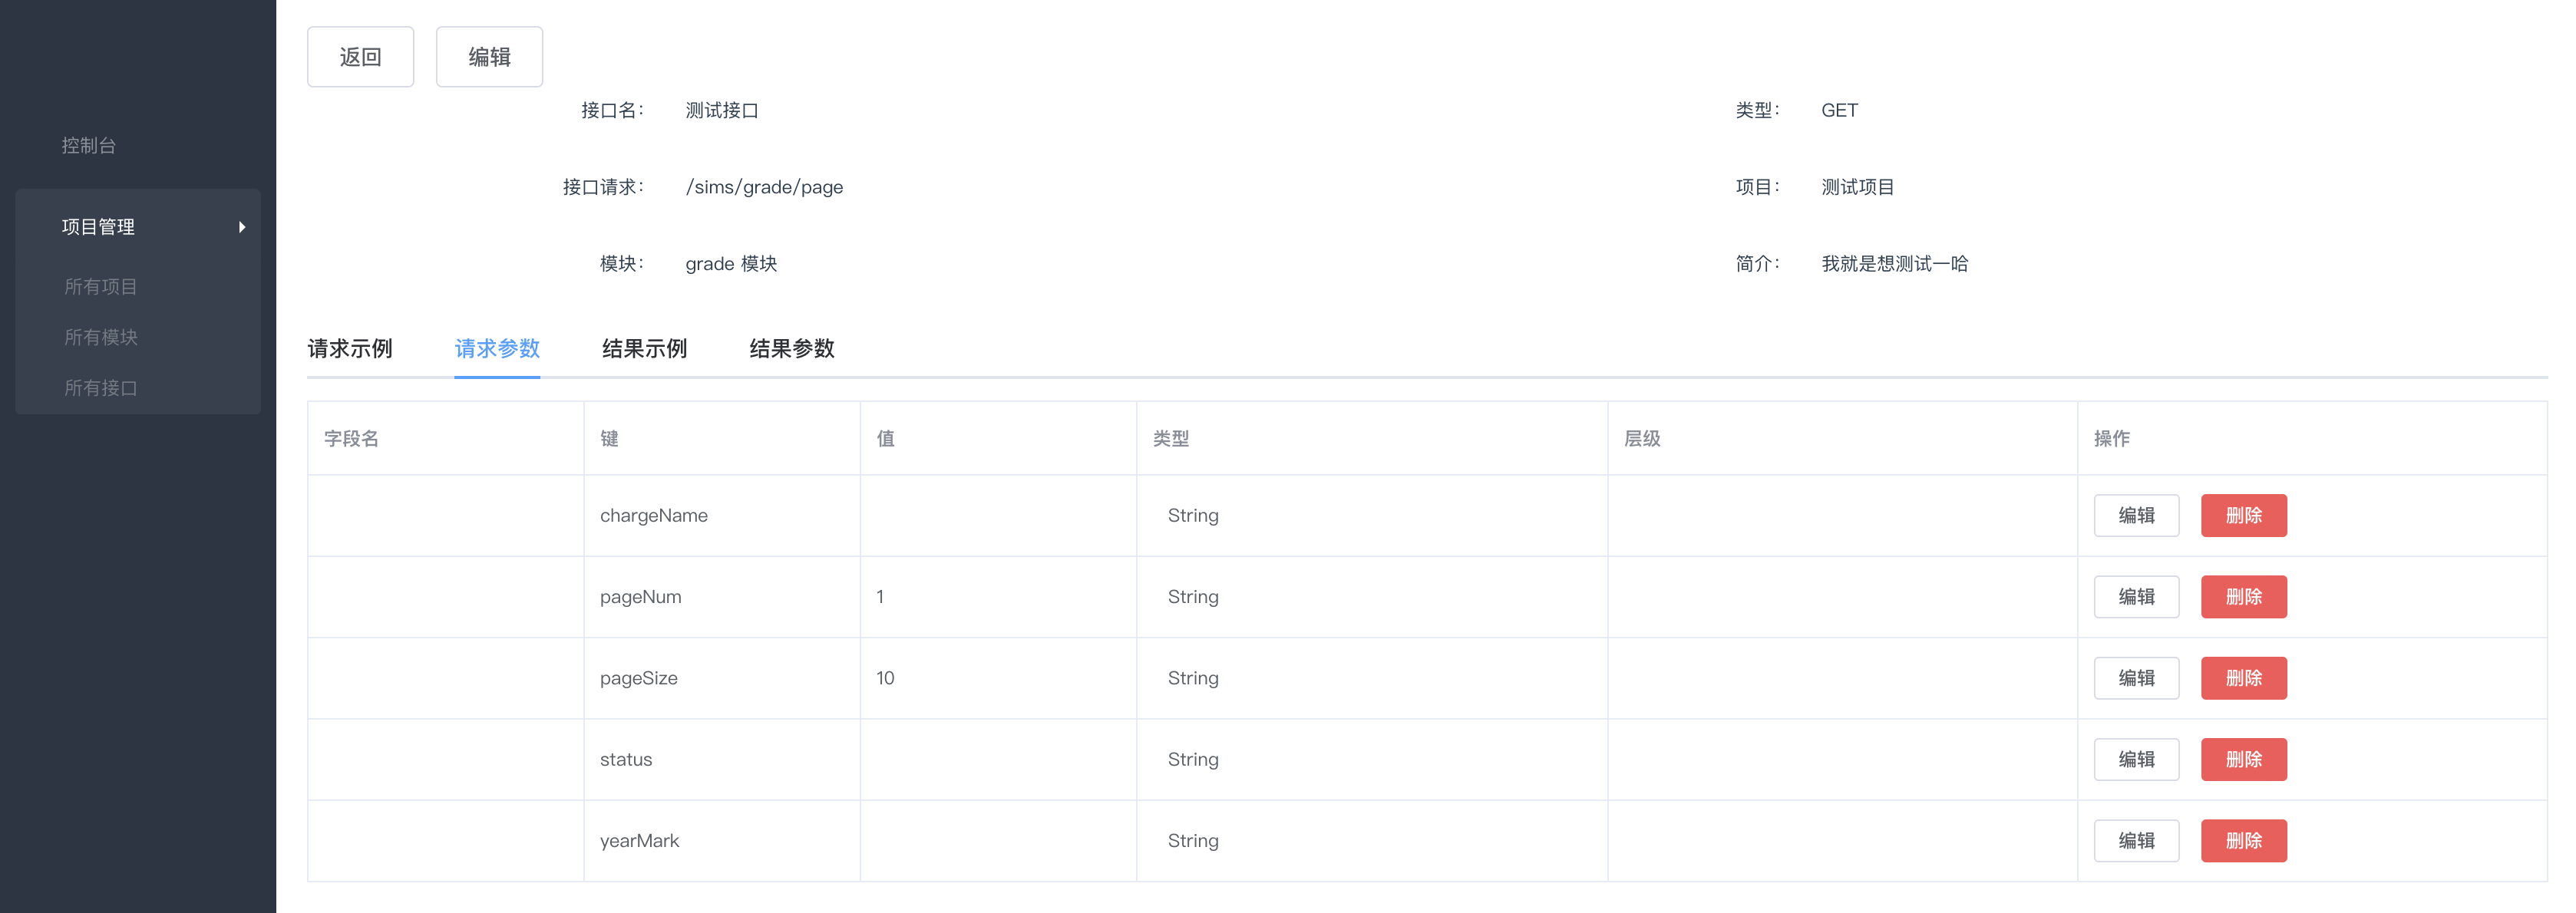 控制台
项目管理
所有项目
所有模块
所有接口
返回 编辑
接口名： 测试接口 类型： GET
接口请求： /sims/grade/page 项目： 测试项目
模块： grade 模块 简介： 我就是想测试一哈
请求示例 请求参数 结果示例 结果参数
字段名 键 值 类型 层级 操作
chargeName String 编辑 删除
pageNum 1 String 编辑 删除
pageSize 10 String 编辑 删除
status String 编辑 删除
yearMark String 编辑 删除